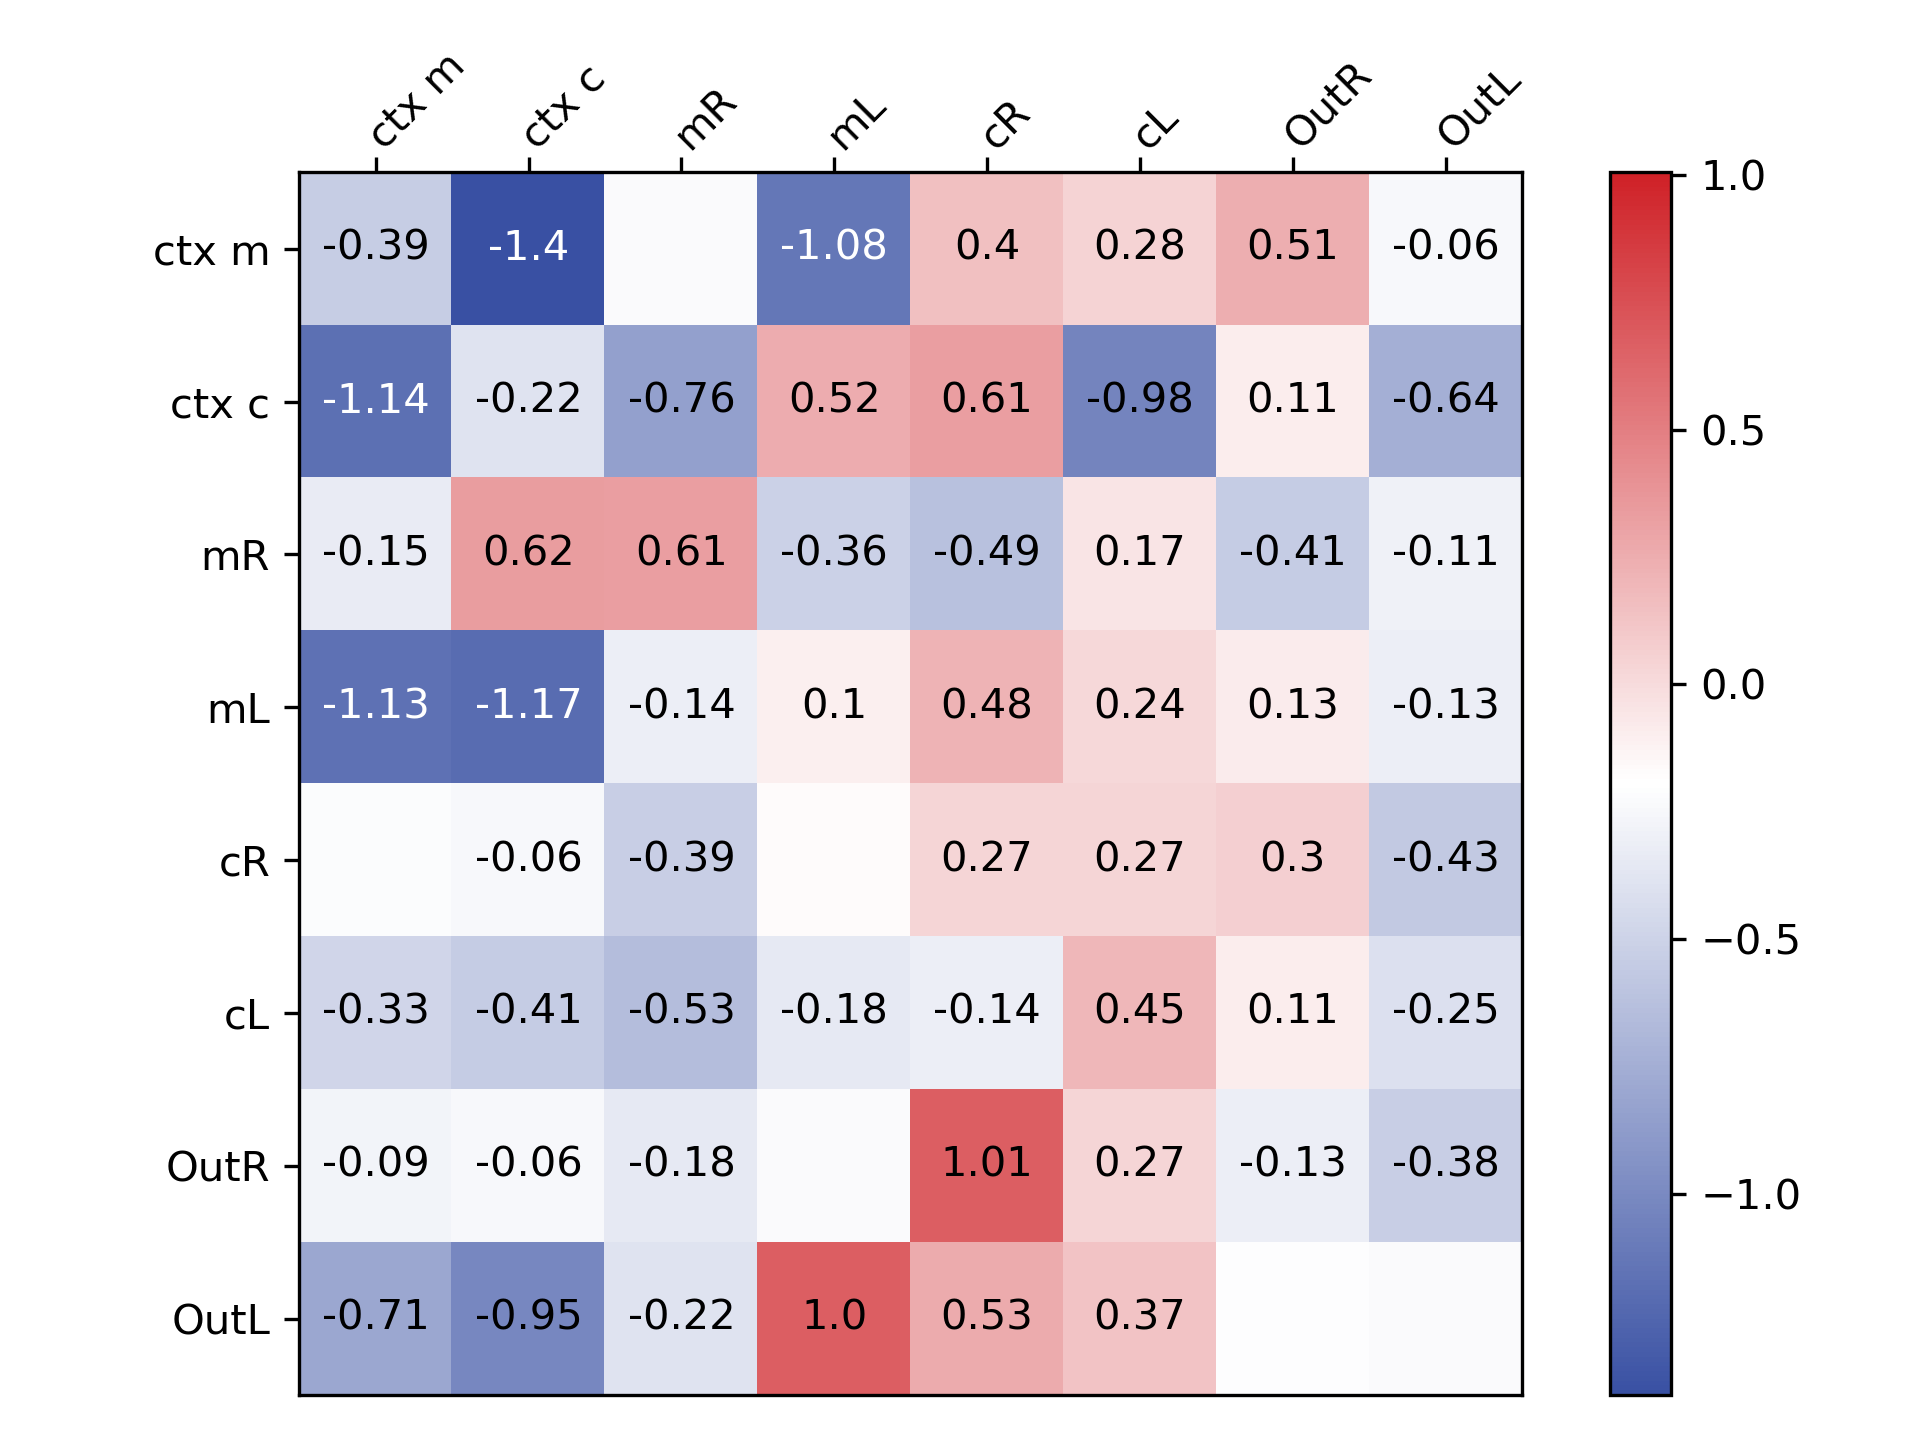 ctx m ctx c mR mL cR cL OutR OutL
ctx m -0.39 -1.4 -1.08 0.4 0.28 0.51 -0.06
ctx c -1.14 -0.22 -0.76 0.52 0.61 -0.98 0.11 -0.64
mR -0.15 0.62 0.61 -0.36 -0.49 0.17 -0.41 -0.11
mL -1.13 -1.17 -0.14 0.1 0.48 0.24 0.13 -0.13
cR -0.06 -0.39 0.27 0.27 0.3 -0.43
cL -0.33 -0.41 -0.53 -0.18 -0.14 0.45 0.11 -0.25
OutR -0.09 -0.06 -0.18 1.01 0.27 -0.13 -0.38
OutL -0.71 -0.95 -0.22 1.0 0.53 0.37
1.0
0.5
0.0
−0.5
−1.0